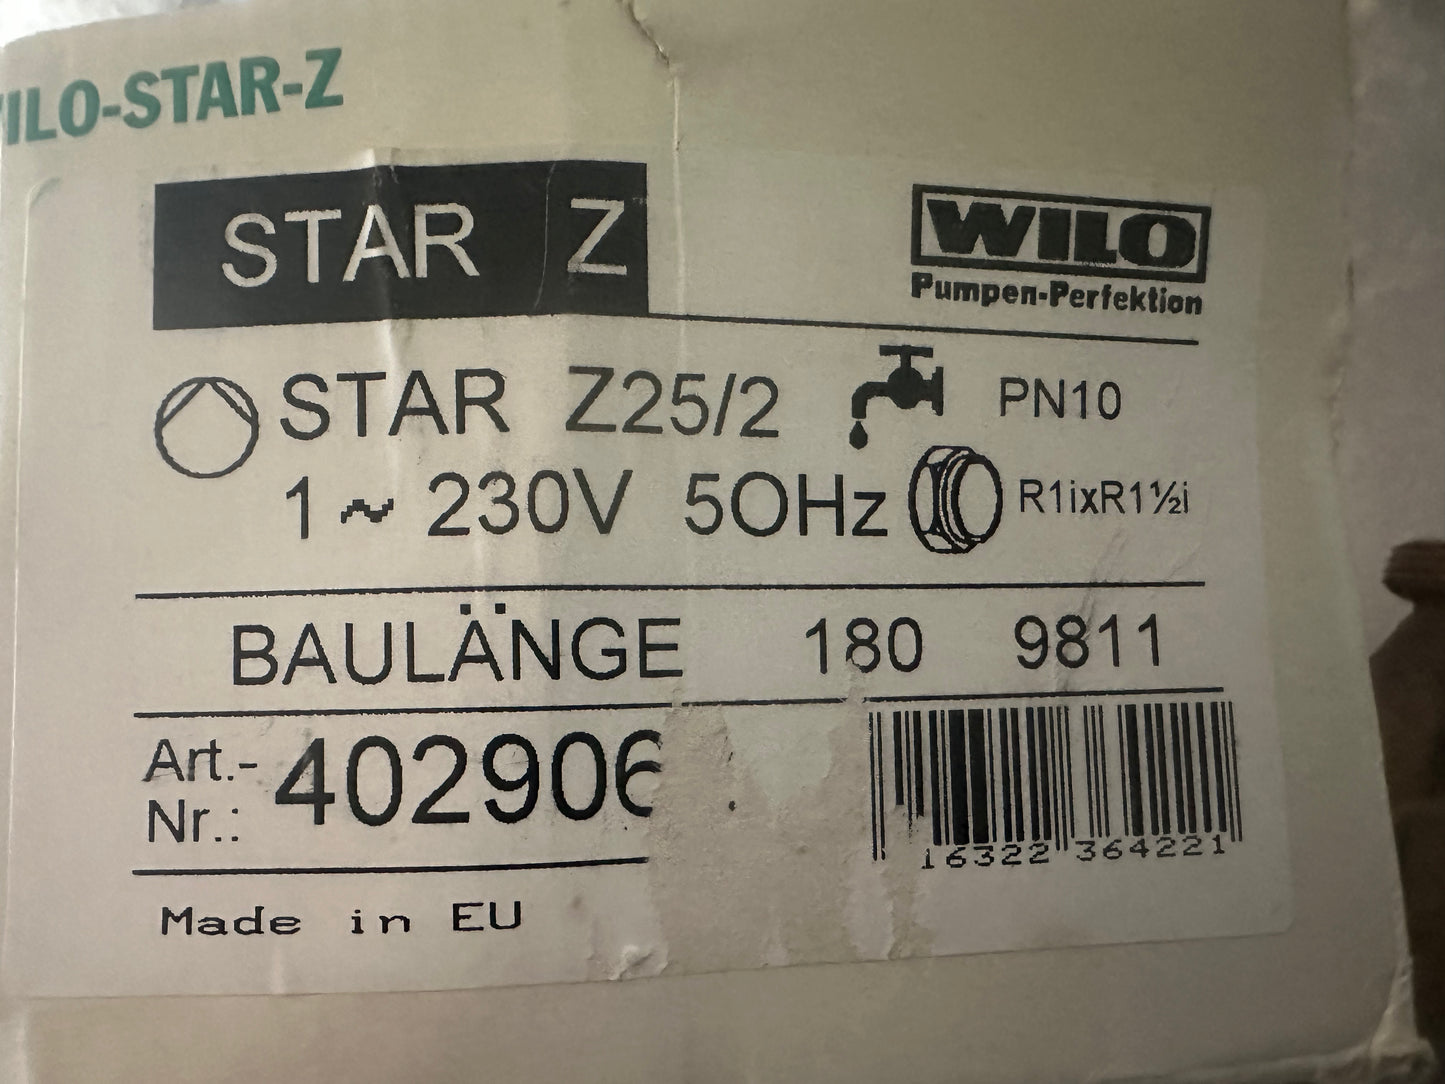 WILO-STAR-Z
STAR Z
WILO
Pumpen-Perfektion
STAR Z25/2 PN10
1 ~ 230V 50Hz R1ixR1½i
BAULÄNGE 180 9811
Art.-
Nr.: 402906
16322 364221
Made in EU